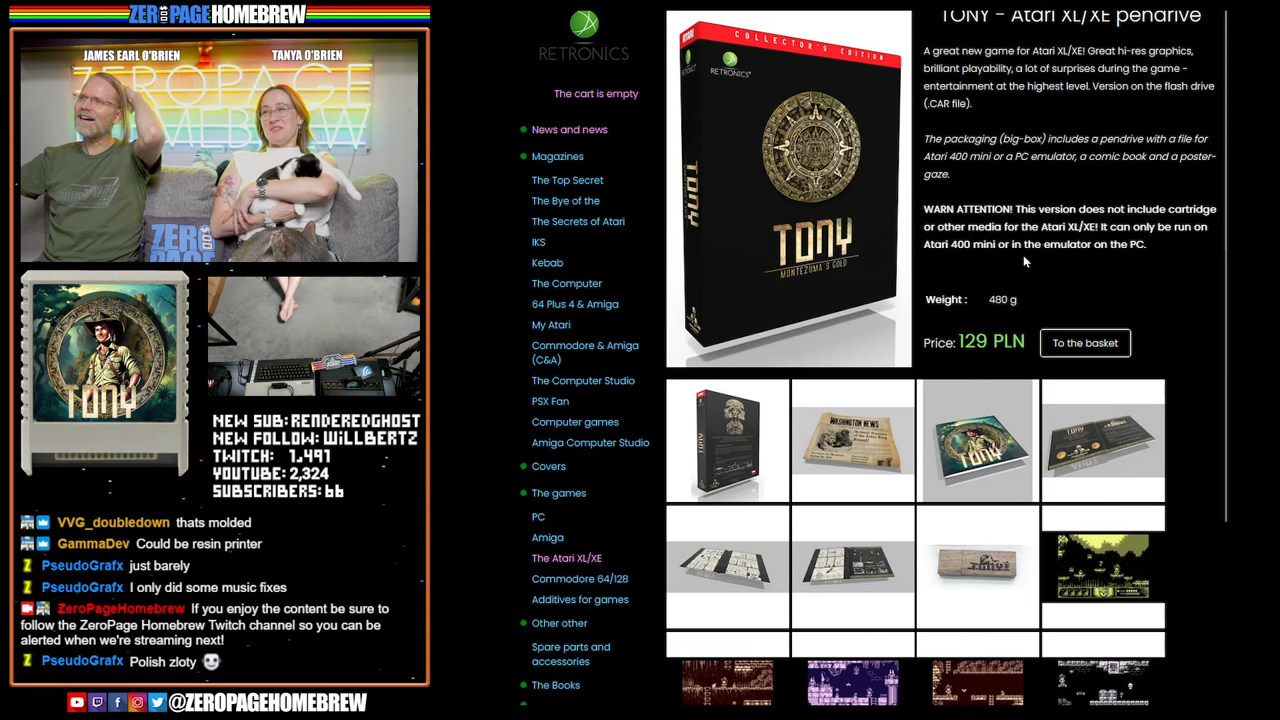 ZERO PAGE HOMEBREW
JAMES EARL O'BRIEN
TANYA O'BRIEN
ZEROPAGE
HOMEBREW
ZERO
PAGE
TONY
NEW SUB: RENDEREDGHOST
NEW FOLLOW: WILLBERTZ
TWITCH: 1,491
YOUTUBE: 2,324
SUBSCRIBERS: 66
VVG_doubledown thats molded
GammaDev Could be resin printer
PseudoGrafx just barely
PseudoGrafx I only did some music fixes
ZeroPageHomebrew If you enjoy the content be sure to
follow the ZeroPage Homebrew Twitch channel so you can be
alerted when we're streaming next!
PseudoGrafx Polish zloty
@ZEROPAGEHOMEBREW
RETRONICS
The cart is empty
News and news
Magazines
The Top Secret
The Bye of the
The Secrets of Atari
IKS
Kebab
The Computer
64 Plus 4 & Amiga
My Atari
Commodore & Amiga
(C&A)
The Computer Studio
PSX Fan
Computer games
Amiga Computer Studio
Covers
The games
PC
Amiga
The Atari XL/XE
Commodore 64/128
Additives for games
Other other
Spare parts and
accessories
The Books
ATARI
COLLECTOR'S EDITION
RETRONICS
TONY
TONY
MONTEZUMA'S GOLD
TONY - Atari XL/XE pendrive
A great new game for Atari XL/XE! Great hi-res graphics,
brilliant playability, a lot of surprises during the game -
entertainment at the highest level. Version on the flash drive
(.CAR file).
The packaging (big-box) includes a pendrive with a file for
Atari 400 mini or a PC emulator, a comic book and a poster-
gaze.
WARN ATTENTION! This version does not include cartridge
or other media for the Atari XL/XE! It can only be run on
Atari 400 mini or in the emulator on the PC.
Weight : 480 g
Price: 129 PLN
To the basket
TONY
WASHINGTON NEWS
TONY
TONY
TONY